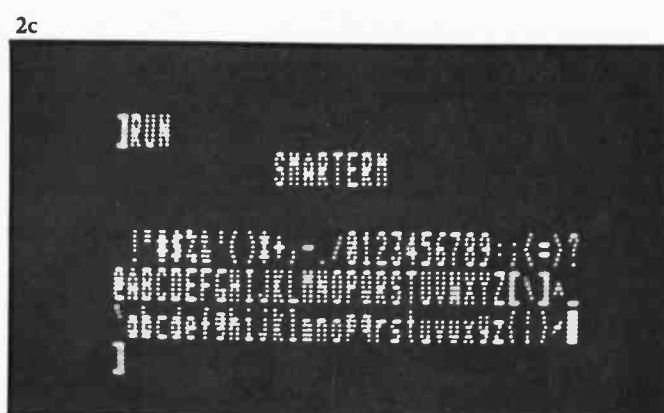 2c
]RUN
SMARTERM
!"#$%&'()*+,-./0123456789:;<=>?
@ABCDEFGHIJKLMNOPQRSTUVWXYZ[\]^_
`abcdefghijklmnopqrstuvwxyz{|}~
]